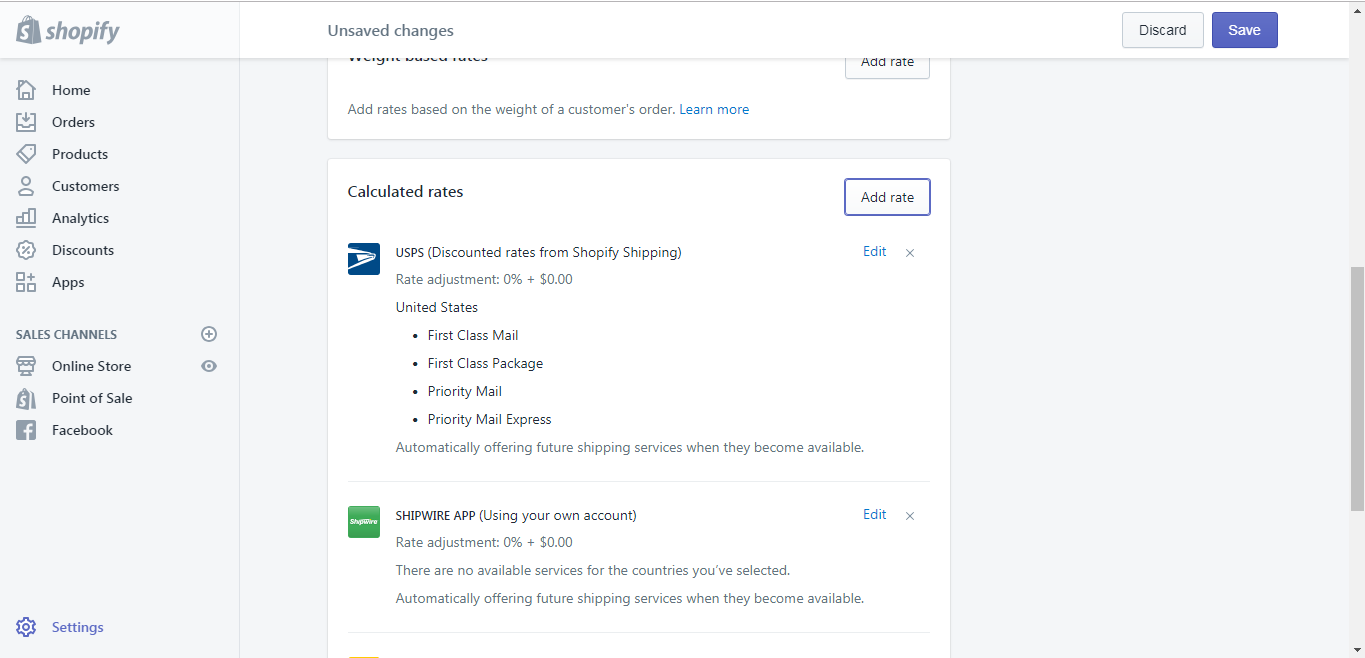 shopify
Unsaved changes
Discard
Save
Home
Orders
Products
Customers
Analytics
Discounts
Apps
SALES CHANNELS
Online Store
Point of Sale
Facebook
Settings
Weight based rates
Add rate
Add rates based on the weight of a customer's order. Learn more
Calculated rates
Add rate
USPS (Discounted rates from Shopify Shipping)
Edit
Rate adjustment: 0% + $0.00
United States
• First Class Mail
• First Class Package
• Priority Mail
• Priority Mail Express
Automatically offering future shipping services when they become available.
ShipWire
SHIPWIRE APP (Using your own account)
Edit
Rate adjustment: 0% + $0.00
There are no available services for the countries you’ve selected.
Automatically offering future shipping services when they become available.